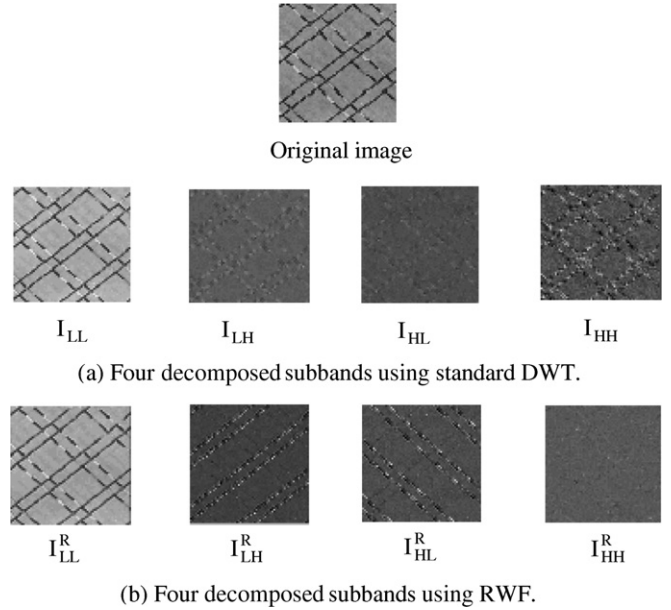 Original image
I_LL I_LH I_HL I_HH
(a) Four decomposed subbands using standard DWT.
I^R_LL I^R_LH I^R_HL I^R_HH
(b) Four decomposed subbands using RWF.